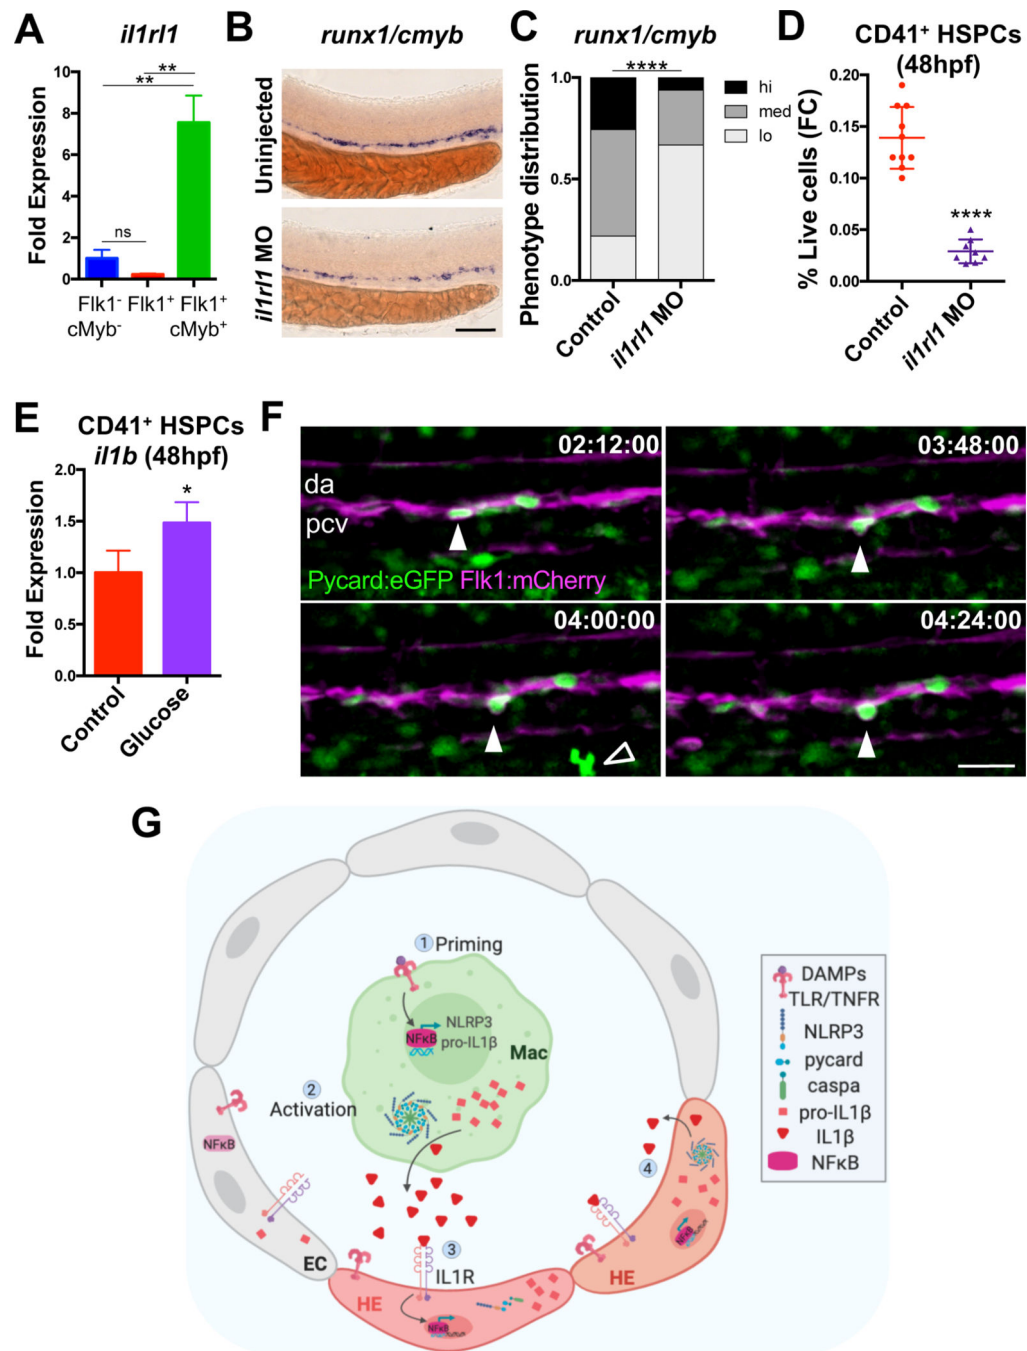 A
il1rl1
**
**
ns
Fold Expression
10
8
6
4
2
0
Flk1⁻ Flk1⁺ Flk1⁺
cMyb⁻ cMyb⁺
B
runx1/cmyb
Uninjected
il1rl1 MO
C
runx1/cmyb
****
hi
med
lo
Phenotype distribution
1.0
0.5
0.0
Control
il1rl1 MO
D
CD41⁺ HSPCs
(48hpf)
% Live cells (FC)
0.20
0.15
0.10
0.05
0.00
****
Control
il1rl1 MO
E
CD41⁺ HSPCs
il1b (48hpf)
Fold Expression
2.0
1.5
1.0
0.5
0.0
*
Control
Glucose
F
02:12:00
da
pcv
Pycard:eGFP Flk1:mCherry
03:48:00
04:00:00
04:24:00
G
1 Priming
NLRP3
pro-IL1β
NFκB
Mac
2
Activation
NFκB
EC
3
IL1R
HE
NFκB
4
HE
NFκB
DAMPs
TLR/TNFR
NLRP3
pycard
caspa
pro-IL1β
IL1β
NFκB